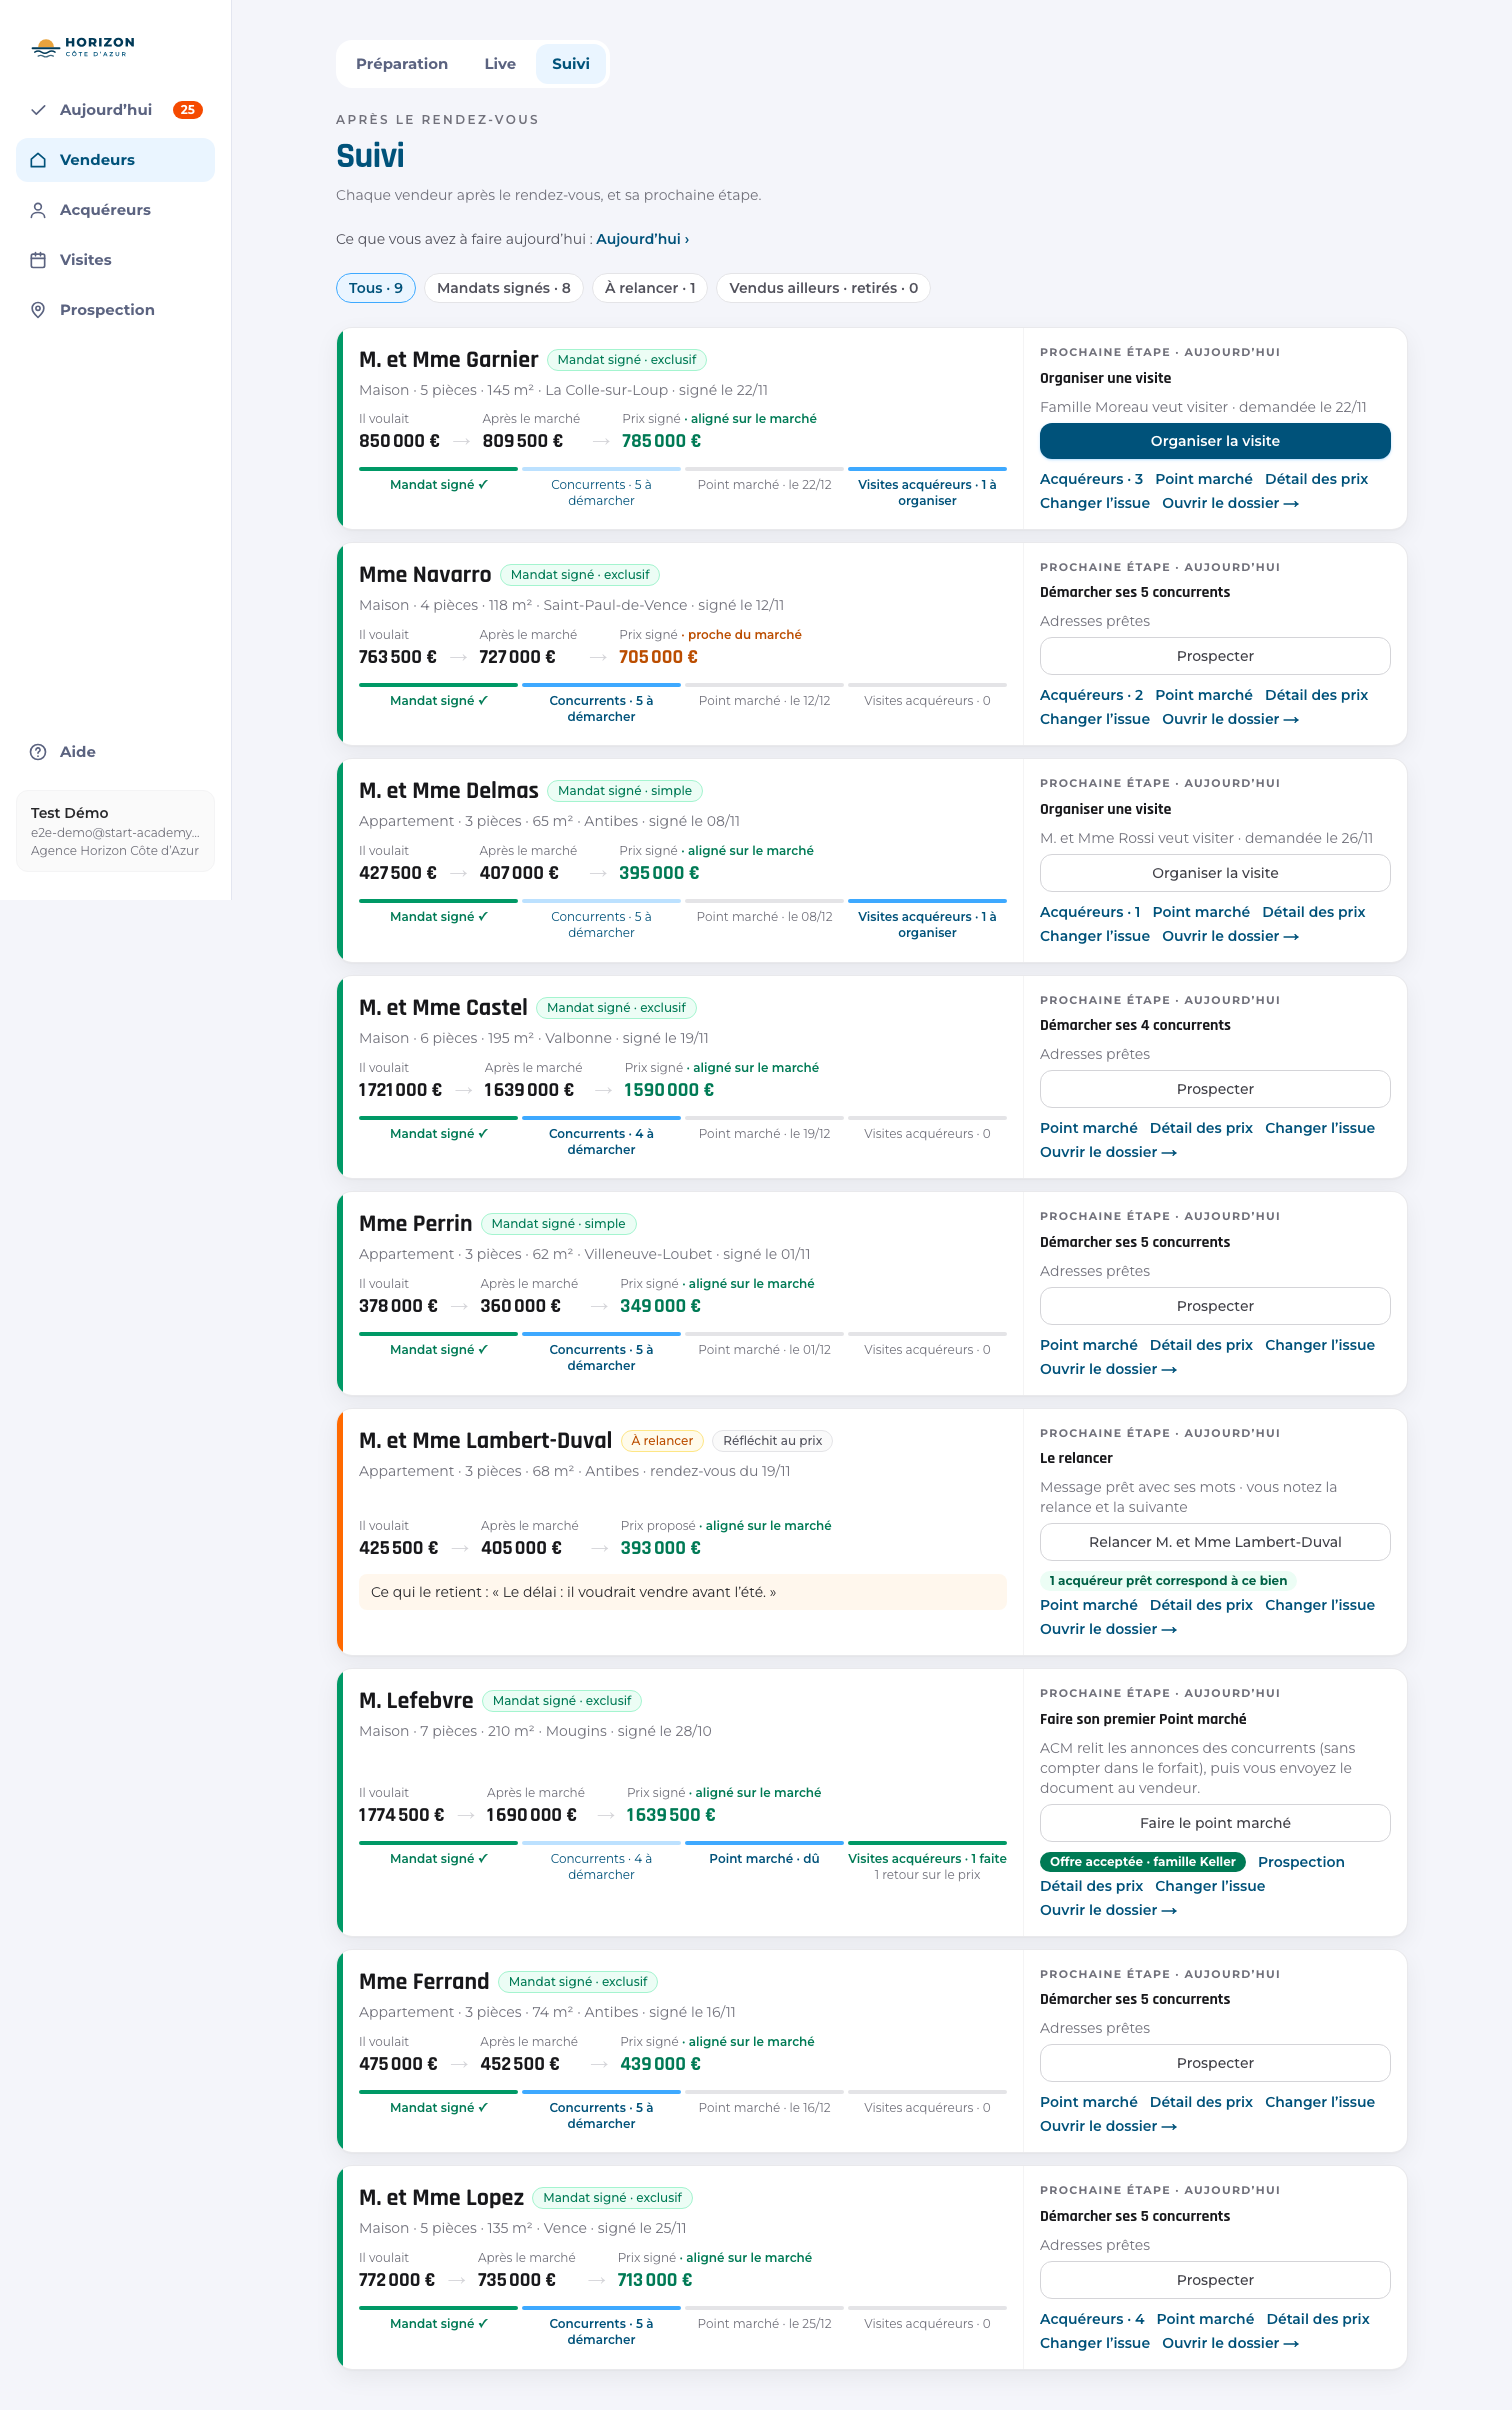 HORIZON
CÔTE D'AZUR
Aujourd’hui 25
Vendeurs
Acquéreurs
Visites
Prospection
Aide
Test Démo
e2e-demo@start-academy…
Agence Horizon Côte d’Azur
Préparation Live Suivi
APRÈS LE RENDEZ-VOUS
Suivi
Chaque vendeur après le rendez-vous, et sa prochaine étape.
Ce que vous avez à faire aujourd’hui : Aujourd’hui ›
Tous · 9 Mandats signés · 8 À relancer · 1 Vendus ailleurs · retirés · 0
M. et Mme Garnier Mandat signé · exclusif
Maison · 5 pièces · 145 m² · La Colle-sur-Loup · signé le 22/11
Il voulait Après le marché Prix signé · aligné sur le marché
850 000 € → 809 500 € → 785 000 €
Mandat signé ✓ Concurrents · 5 à Point marché · le 22/12 Visites acquéreurs · 1 à
démarcher organiser
PROCHAINE ÉTAPE · AUJOURD’HUI
Organiser une visite
Famille Moreau veut visiter · demandée le 22/11
Organiser la visite
Acquéreurs · 3 Point marché Détail des prix
Changer l’issue Ouvrir le dossier →
Mme Navarro Mandat signé · exclusif
Maison · 4 pièces · 118 m² · Saint-Paul-de-Vence · signé le 12/11
Il voulait Après le marché Prix signé · proche du marché
763 500 € → 727 000 € → 705 000 €
Mandat signé ✓ Concurrents · 5 à Point marché · le 12/12 Visites acquéreurs · 0
démarcher
PROCHAINE ÉTAPE · AUJOURD’HUI
Démarcher ses 5 concurrents
Adresses prêtes
Prospecter
Acquéreurs · 2 Point marché Détail des prix
Changer l’issue Ouvrir le dossier →
M. et Mme Delmas Mandat signé · simple
Appartement · 3 pièces · 65 m² · Antibes · signé le 08/11
Il voulait Après le marché Prix signé · aligné sur le marché
427 500 € → 407 000 € → 395 000 €
Mandat signé ✓ Concurrents · 5 à Point marché · le 08/12 Visites acquéreurs · 1 à
démarcher organiser
PROCHAINE ÉTAPE · AUJOURD’HUI
Organiser une visite
M. et Mme Rossi veut visiter · demandée le 26/11
Organiser la visite
Acquéreurs · 1 Point marché Détail des prix
Changer l’issue Ouvrir le dossier →
M. et Mme Castel Mandat signé · exclusif
Maison · 6 pièces · 195 m² · Valbonne · signé le 19/11
Il voulait Après le marché Prix signé · aligné sur le marché
1 721 000 € → 1 639 000 € → 1 590 000 €
Mandat signé ✓ Concurrents · 4 à Point marché · le 19/12 Visites acquéreurs · 0
démarcher
PROCHAINE ÉTAPE · AUJOURD’HUI
Démarcher ses 4 concurrents
Adresses prêtes
Prospecter
Point marché Détail des prix Changer l’issue
Ouvrir le dossier →
Mme Perrin Mandat signé · simple
Appartement · 3 pièces · 62 m² · Villeneuve-Loubet · signé le 01/11
Il voulait Après le marché Prix signé · aligné sur le marché
378 000 € → 360 000 € → 349 000 €
Mandat signé ✓ Concurrents · 5 à Point marché · le 01/12 Visites acquéreurs · 0
démarcher
PROCHAINE ÉTAPE · AUJOURD’HUI
Démarcher ses 5 concurrents
Adresses prêtes
Prospecter
Point marché Détail des prix Changer l’issue
Ouvrir le dossier →
M. et Mme Lambert-Duval À relancer Réfléchit au prix
Appartement · 3 pièces · 68 m² · Antibes · rendez-vous du 19/11
Il voulait Après le marché Prix proposé · aligné sur le marché
425 500 € → 405 000 € → 393 000 €
Ce qui le retient : « Le délai : il voudrait vendre avant l’été. »
PROCHAINE ÉTAPE · AUJOURD’HUI
Le relancer
Message prêt avec ses mots · vous notez la
relance et la suivante
Relancer M. et Mme Lambert-Duval
1 acquéreur prêt correspond à ce bien
Point marché Détail des prix Changer l’issue
Ouvrir le dossier →
M. Lefebvre Mandat signé · exclusif
Maison · 7 pièces · 210 m² · Mougins · signé le 28/10
Il voulait Après le marché Prix signé · aligné sur le marché
1 774 500 € → 1 690 000 € → 1 639 500 €
Mandat signé ✓ Concurrents · 4 à Point marché · dû Visites acquéreurs · 1 faite
démarcher 1 retour sur le prix
PROCHAINE ÉTAPE · AUJOURD’HUI
Faire son premier Point marché
ACM relit les annonces des concurrents (sans
compter dans le forfait), puis vous envoyez le
document au vendeur.
Faire le point marché
Offre acceptée · famille Keller Prospection
Détail des prix Changer l’issue
Ouvrir le dossier →
Mme Ferrand Mandat signé · exclusif
Appartement · 3 pièces · 74 m² · Antibes · signé le 16/11
Il voulait Après le marché Prix signé · aligné sur le marché
475 000 € → 452 500 € → 439 000 €
Mandat signé ✓ Concurrents · 5 à Point marché · le 16/12 Visites acquéreurs · 0
démarcher
PROCHAINE ÉTAPE · AUJOURD’HUI
Démarcher ses 5 concurrents
Adresses prêtes
Prospecter
Point marché Détail des prix Changer l’issue
Ouvrir le dossier →
M. et Mme Lopez Mandat signé · exclusif
Maison · 5 pièces · 135 m² · Vence · signé le 25/11
Il voulait Après le marché Prix signé · aligné sur le marché
772 000 € → 735 000 € → 713 000 €
Mandat signé ✓ Concurrents · 5 à Point marché · le 25/12 Visites acquéreurs · 0
démarcher
PROCHAINE ÉTAPE · AUJOURD’HUI
Démarcher ses 5 concurrents
Adresses prêtes
Prospecter
Acquéreurs · 4 Point marché Détail des prix
Changer l’issue Ouvrir le dossier →